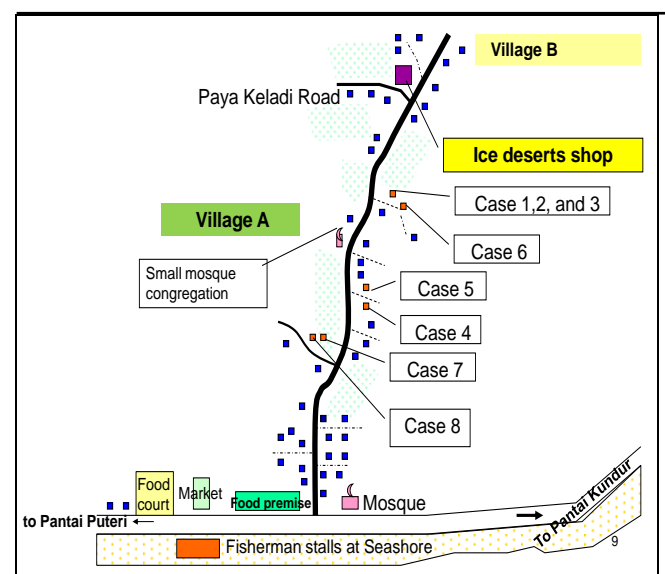 Village B
Paya Keladi Road
Ice deserts shop
Case 1,2, and 3
Village A
Case 6
Small mosque
congregation
Case 5
Case 4
Case 7
Case 8
Food
court
Market
Food premise
Mosque
to Pantai Puteri
To Pantai Kundur
Fisherman stalls at Seashore
9